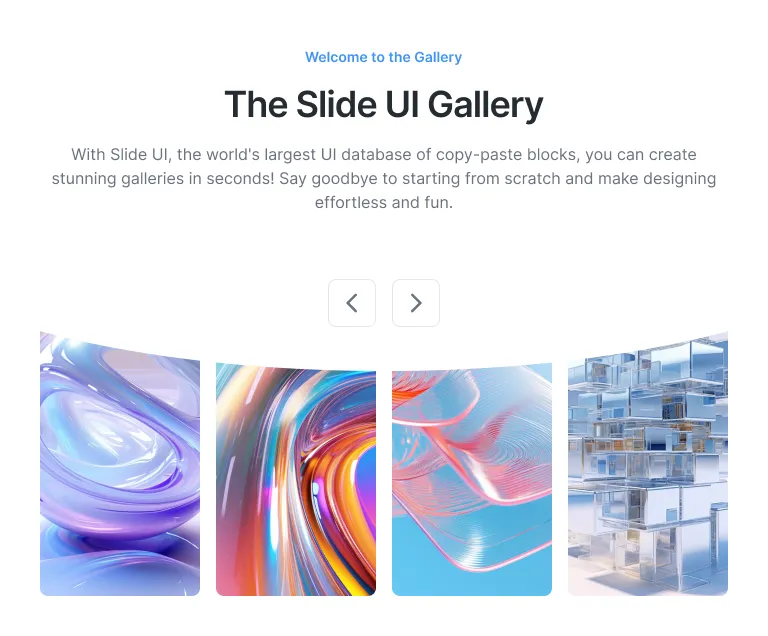 Welcome to the Gallery
The Slide UI Gallery
With Slide UI, the world's largest UI database of copy-paste blocks, you can create
stunning galleries in seconds! Say goodbye to starting from scratch and make designing
effortless and fun.